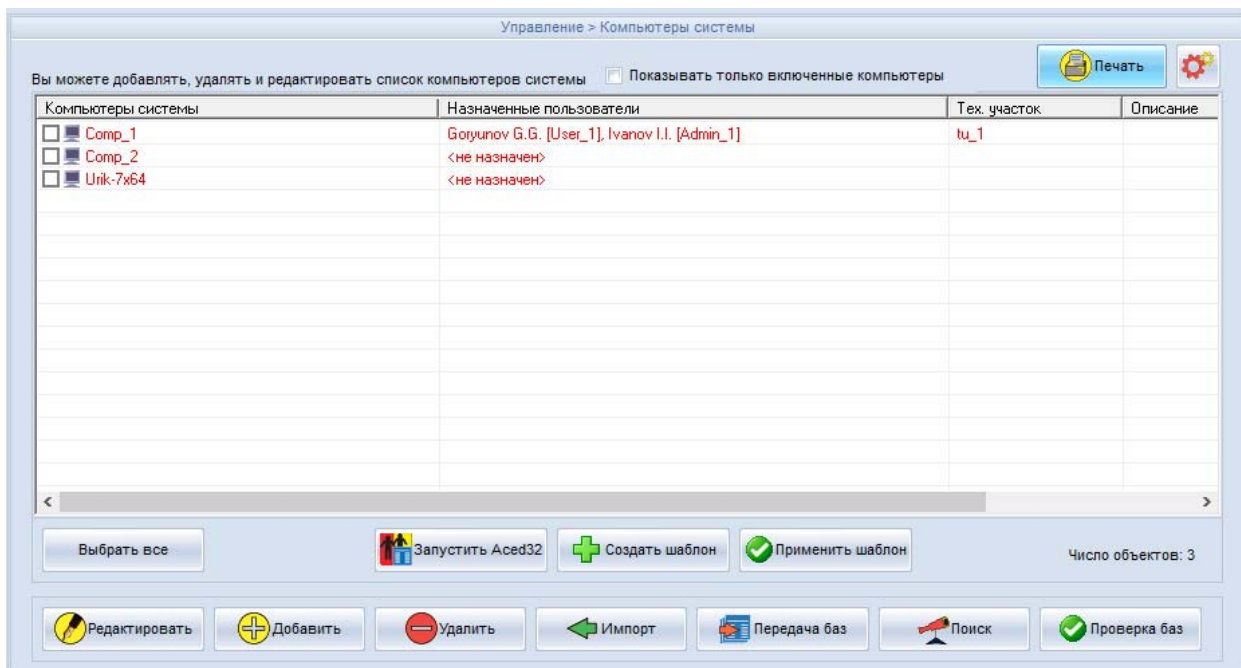 Управление > Компьютеры системы
Вы можете добавлять, удалять и редактировать список компьютеров системы Показывать только включенные компьютеры Печать
Компьютеры системы Назначенные пользователи Тех. участок Описание
Comp_1 Goryunov G.G. [User_1], Ivanov I.I. [Admin_1] tu_1
Comp_2 <не назначен>
Urik-7x64 <не назначен>
Выбрать все Запустить Aced32 Создать шаблон Применить шаблон Число объектов: 3
Редактировать Добавить Удалить Импорт Передача баз Поиск Проверка баз